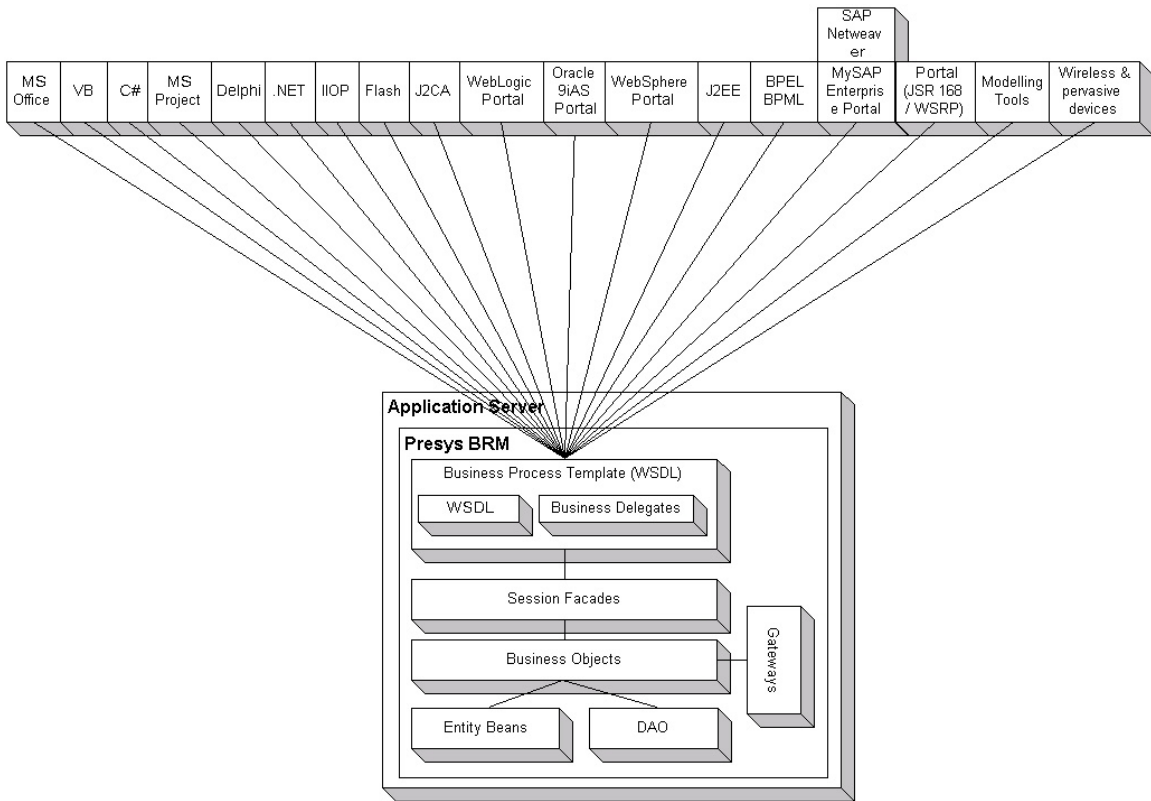 SAP
Netweav
er
MS
Office
VB
C#
MS
Project
Delphi
.NET
IIOP
Flash
J2CA
WebLogic
Portal
Oracle
9iAS
Portal
WebSphere
Portal
J2EE
BPEL
BPML
MySAP
Enterpris
e Portal
Portal
(JSR 168
/ WSRP)
Modelling
Tools
Wireless &
pervasive
devices
Application Server
Presys BRM
Business Process Template (WSDL)
WSDL
Business Delegates
Session Facades
Business Objects
Gateways
Entity Beans
DAO